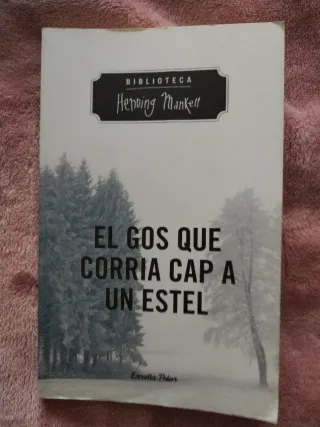 BIBLIOTECA
Henning Mankell
EL GOS QUE
CORRIA CAP A
UN ESTEL
Estrella Polar